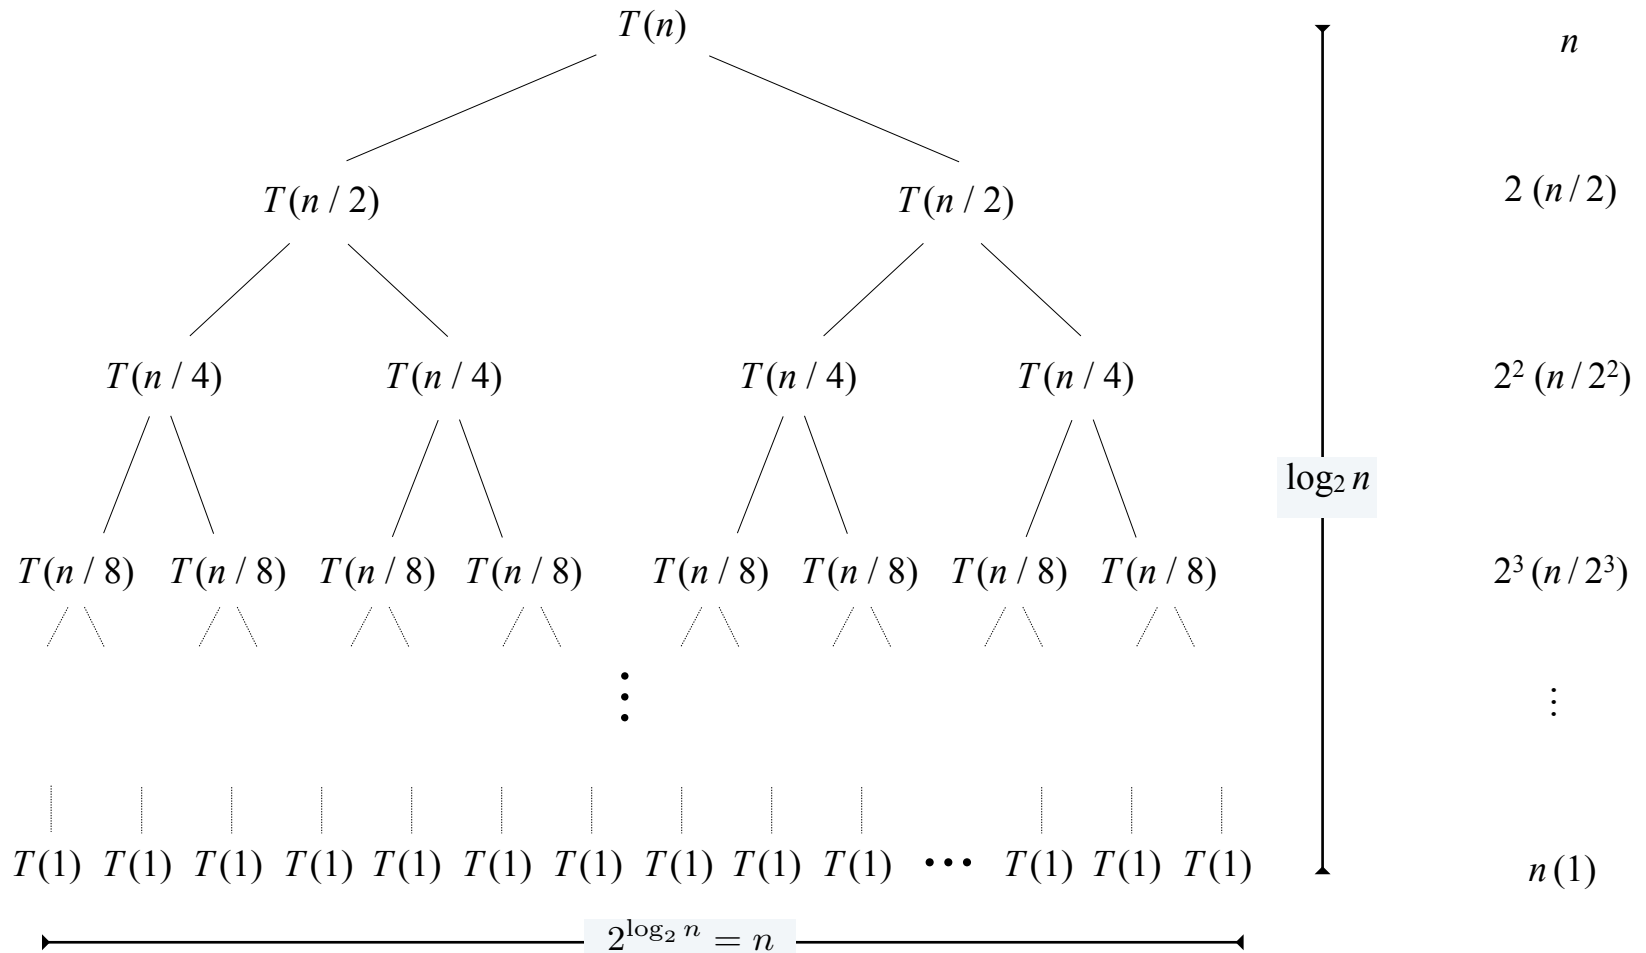 T(n) n
T(n / 2) T(n / 2) 2 (n / 2)
T(n / 4) T(n / 4) T(n / 4) T(n / 4) 2² (n / 2²)
log₂ n
T(n / 8) T(n / 8) T(n / 8) T(n / 8) T(n / 8) T(n / 8) T(n / 8) T(n / 8) 2³ (n / 2³)
⋮ ⋮
T(1) T(1) T(1) T(1) T(1) T(1) T(1) T(1) T(1) T(1) ⋯ T(1) T(1) T(1) n (1)
2^{log₂ n} = n